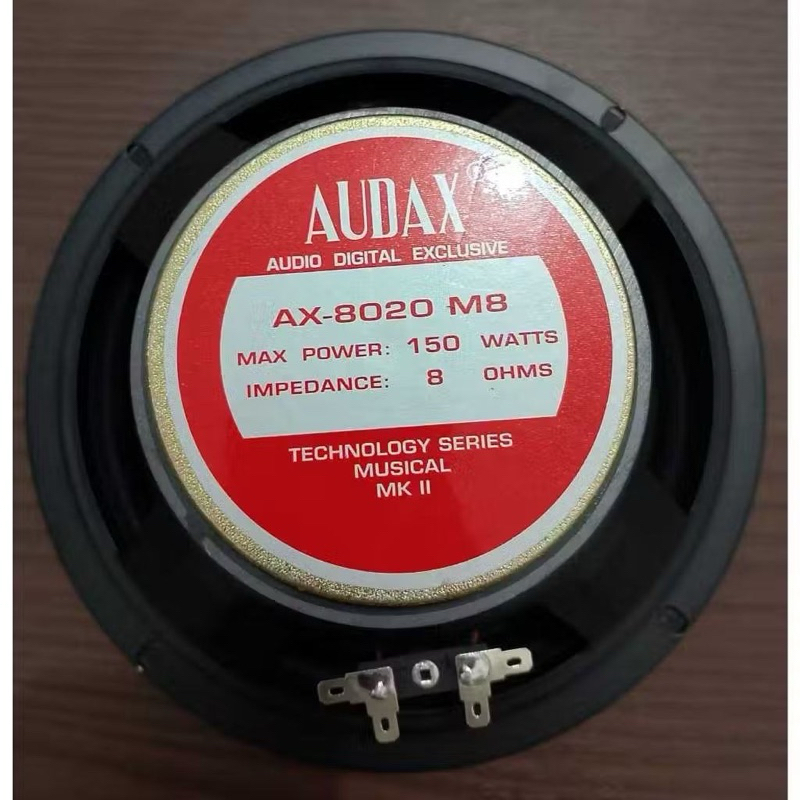 AUDAX®
AUDIO DIGITAL EXCLUSIVE
AX-8020 M8
MAX POWER: 150 WATTS
IMPEDANCE: 8 OHMS
TECHNOLOGY SERIES
MUSICAL
MK II